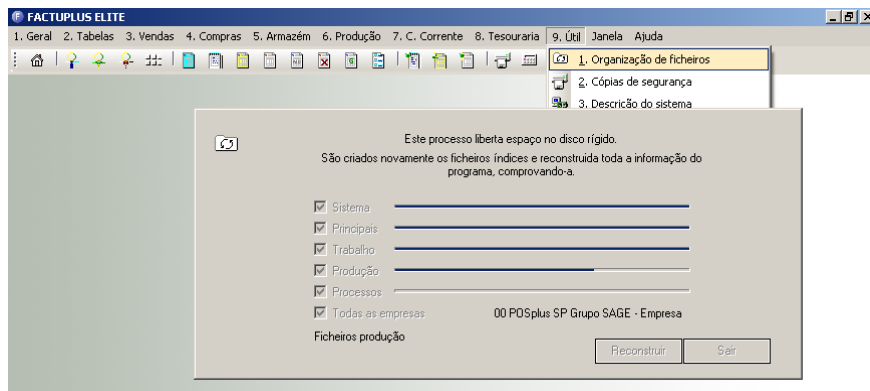 FACTUPLUS ELITE
1. Geral 2. Tabelas 3. Vendas 4. Compras 5. Armazém 6. Produção 7. C. Corrente 8. Tesouraria 9. Útil Janela Ajuda
1. Organização de ficheiros
2. Cópias de segurança
3. Descrição do sistema
Este processo liberta espaço no disco rígido.
São criados novamente os ficheiros índices e reconstruida toda a informação do
programa, comprovando-a.
Sistema
Principais
Trabalho
Produção
Processos
Todas as empresas 00 POSplus SP Grupo SAGE - Empresa
Ficheiros produção
Reconstruir Sair